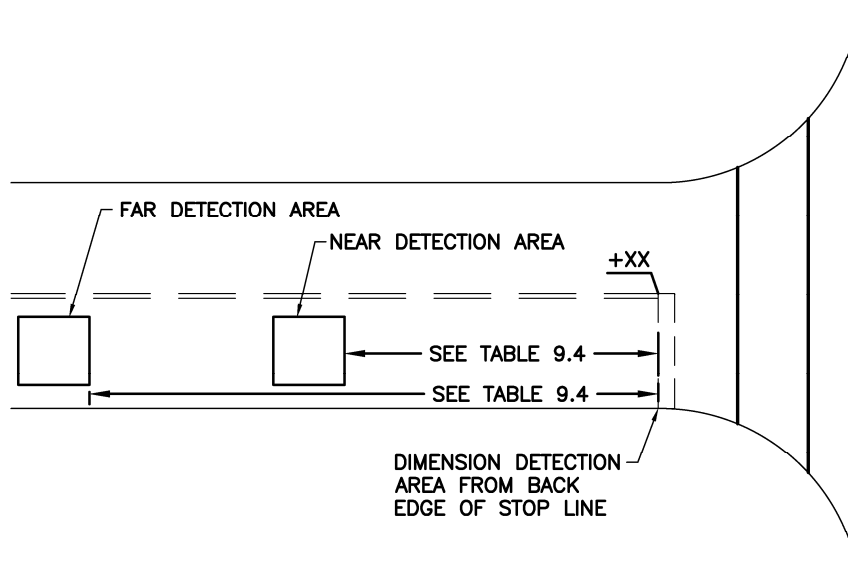 FAR DETECTION AREA
NEAR DETECTION AREA
+XX
SEE TABLE 9.4
SEE TABLE 9.4
DIMENSION DETECTION
AREA FROM BACK
EDGE OF STOP LINE